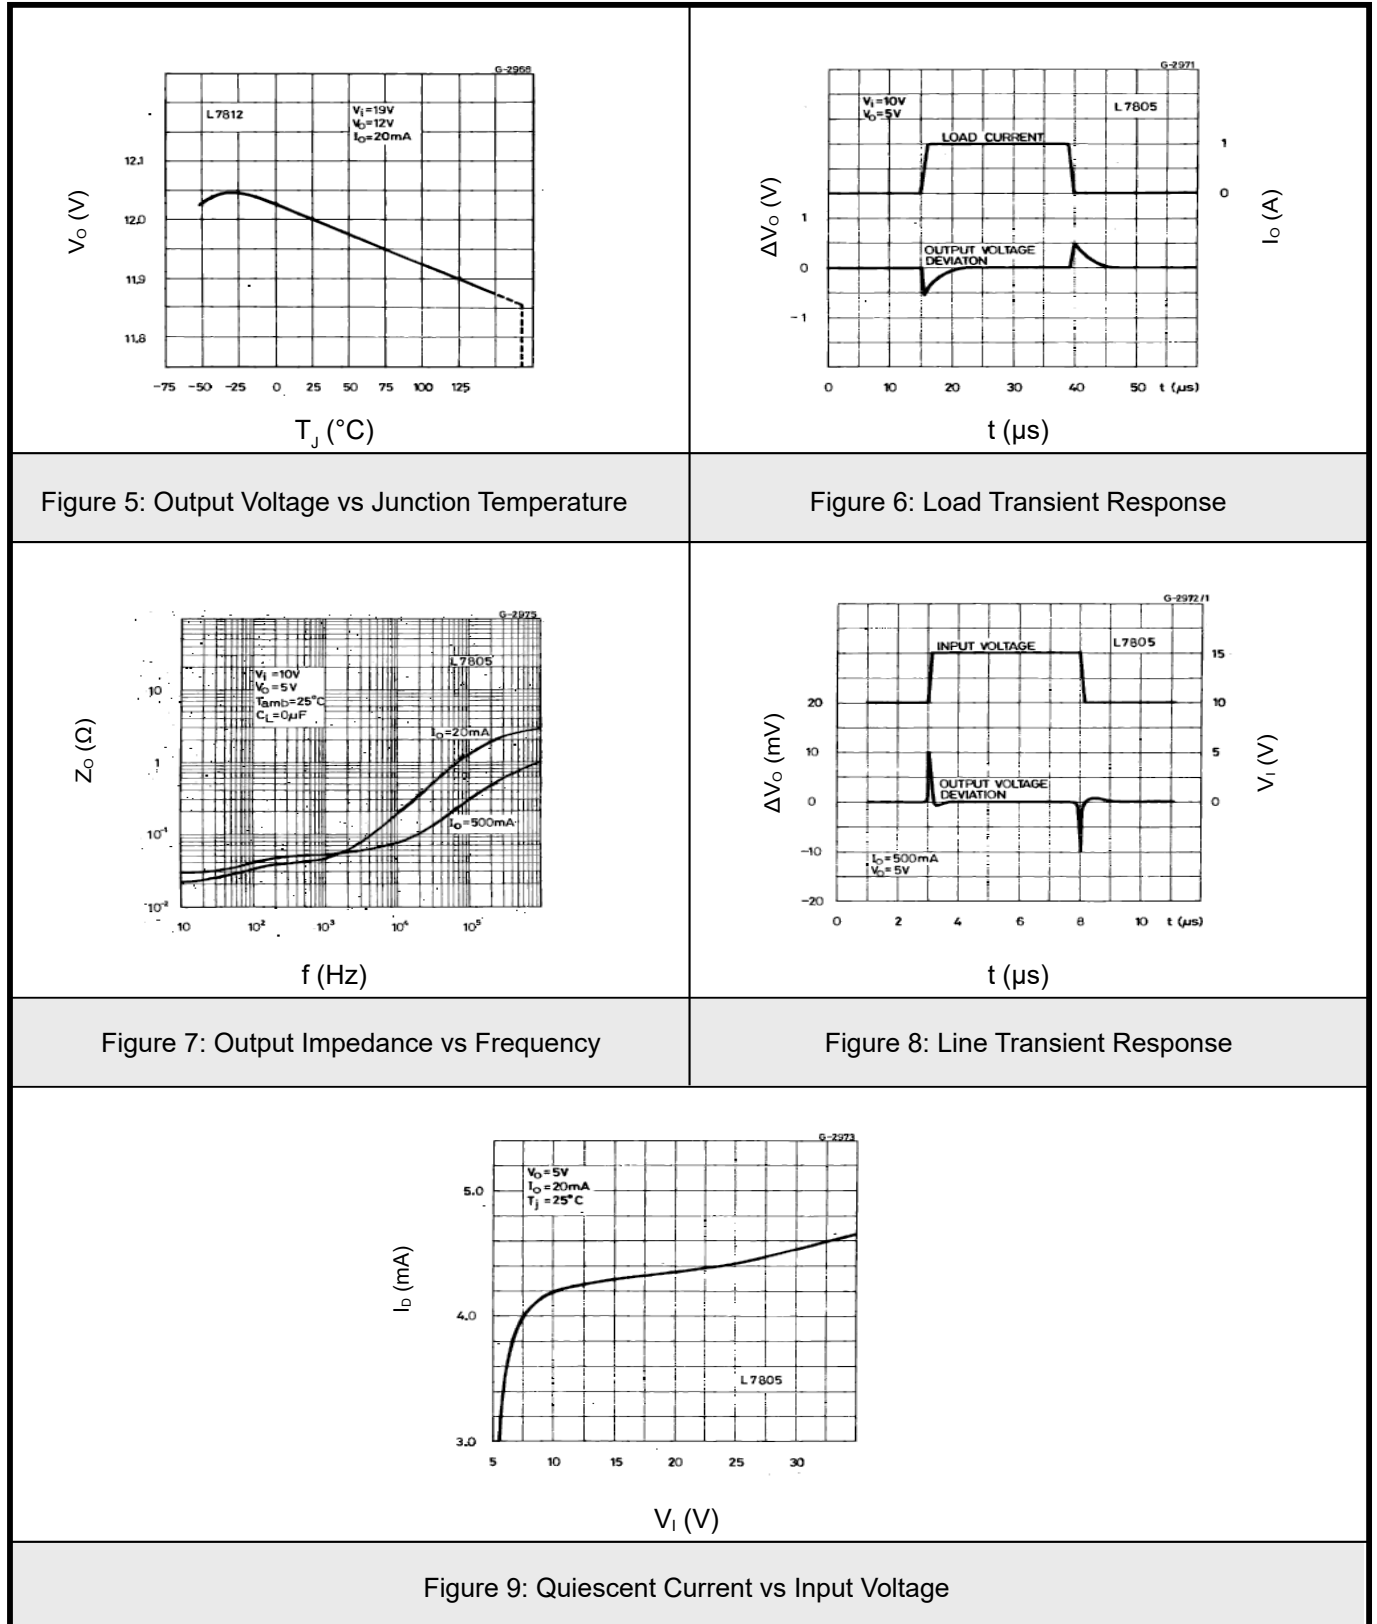 G-2968
L7812
Vi=19V
VO=12V
IO=20mA
12.1
12.0
11.9
11.8
VO (V)
-75 -50 -25 0 25 50 75 100 125
TJ (°C)
Figure 5: Output Voltage vs Junction Temperature
G-2971
Vi=10V
VO=5V
L7805
LOAD CURRENT
OUTPUT VOLTAGE
DEVIATON
ΔVO (V)
1
0
-1
1
0
IO (A)
0 10 20 30 40 50 t (µs)
t (µs)
Figure 6: Load Transient Response
G-2975
L7805
Vi =10V
VO=5V
Tamb=25°C
CL=0µF
IO=20mA
IO=500mA
ZO (Ω)
10
1
10-1
10-2
10 10² 10³ 10⁴ 10⁵
f (Hz)
Figure 7: Output Impedance vs Frequency
G-2972/1
INPUT VOLTAGE
L7805
OUTPUT VOLTAGE
DEVIATION
IO=500mA
VO=5V
ΔVO (mV)
20
10
0
-10
-20
15
10
5
0
VI (V)
0 2 4 6 8 10 t (µs)
t (µs)
Figure 8: Line Transient Response
G-2973
VO=5V
IO=20mA
Tj =25°C
L7805
ID (mA)
5.0
4.0
3.0
5 10 15 20 25 30
VI (V)
Figure 9: Quiescent Current vs Input Voltage